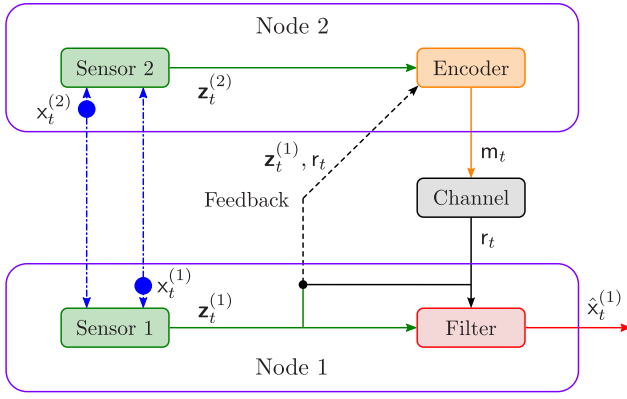 Node 2
Sensor 2
Encoder
x_t^{(2)}
z_t^{(2)}
z_t^{(1)}, r_t
m_t
Feedback
Channel
r_t
x_t^{(1)}
z_t^{(1)}
x̂_t^{(1)}
Sensor 1
Filter
Node 1